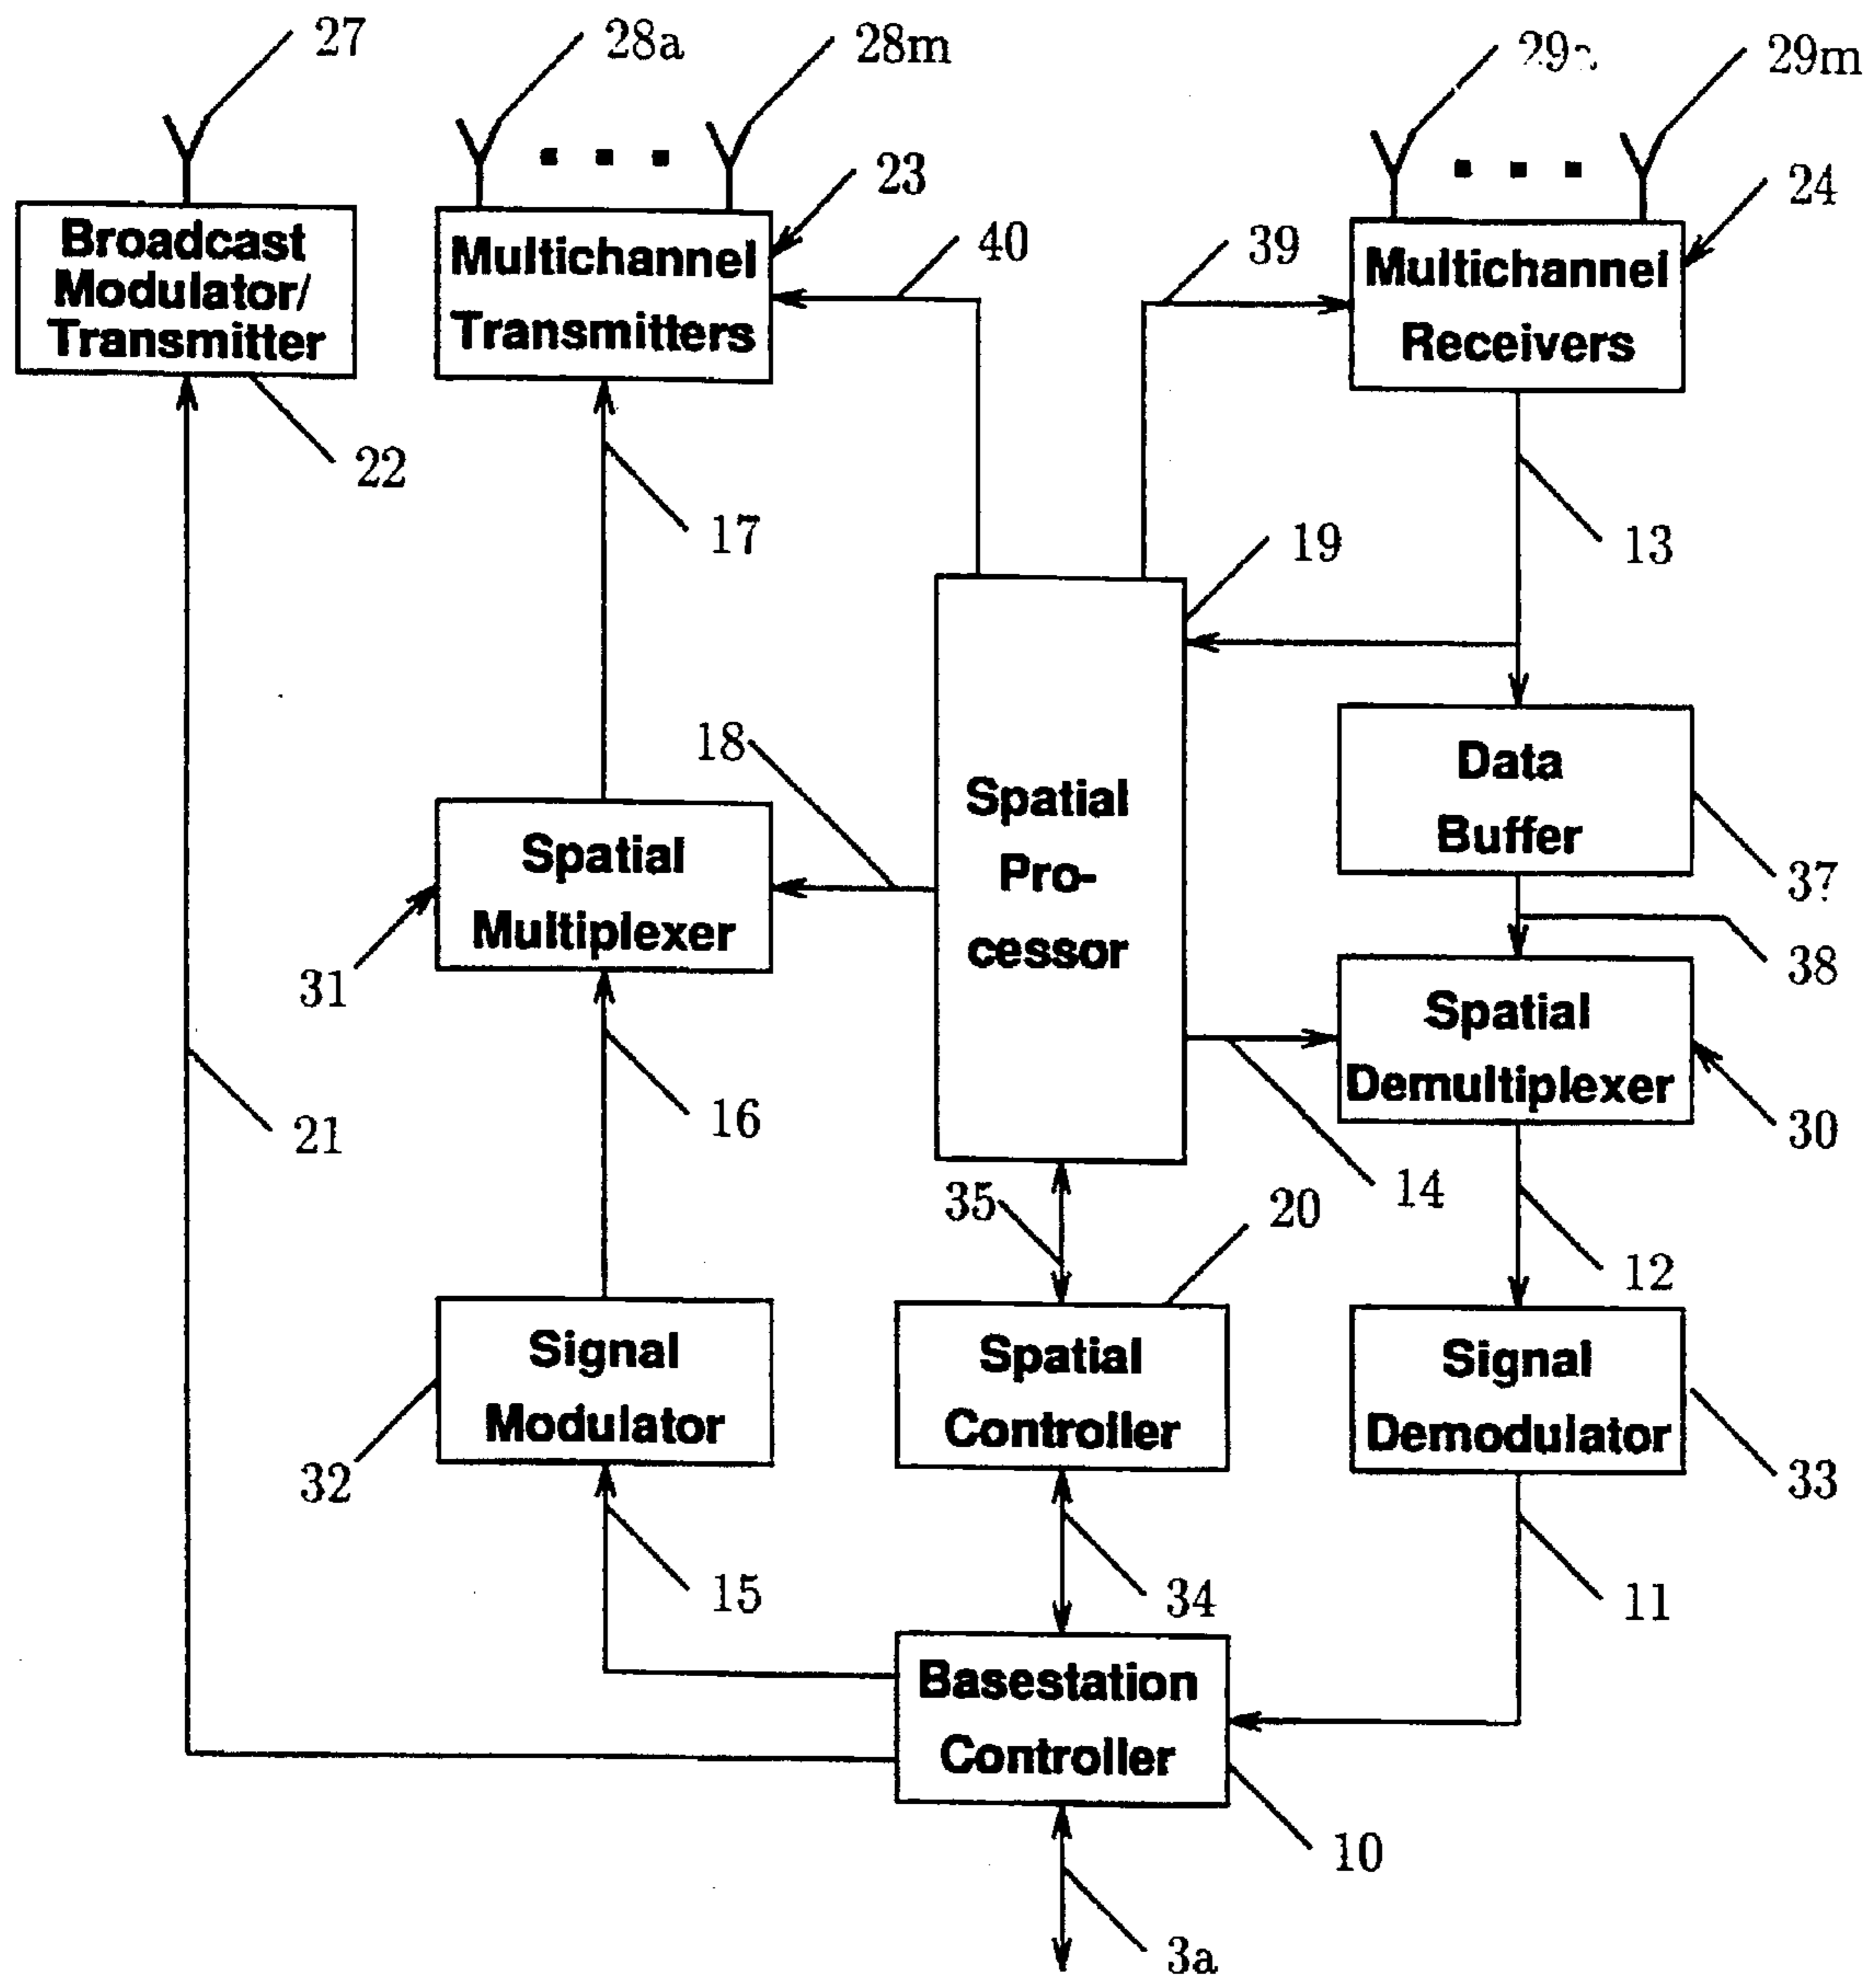 27
28a
28m
29m
23
24
40
39
Broadcast
Modulator/
Transmitter
Multichannel
Transmitters
Multichannel
Receivers
22
17
13
19
18
Spatial
Pro-
cessor
Data
Buffer
37
38
Spatial
Multiplexer
31
Spatial
Demultiplexer
30
21
16
14
35
20
12
Signal
Modulator
32
Spatial
Controller
Signal
Demodulator
33
15
34
11
Basestation
Controller
10
3a